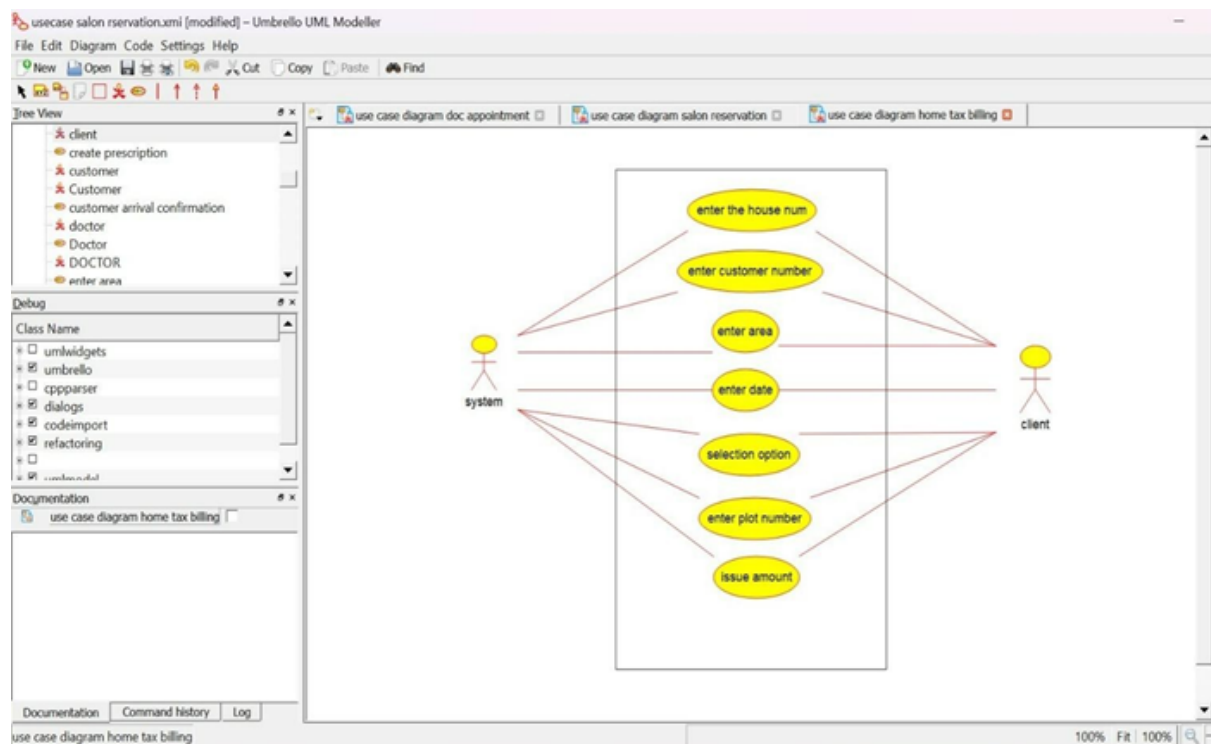 usecase salon rservation.xmi [modified] – Umbrello UML Modeller
File Edit Diagram Code Settings Help
New Open Cut Copy Paste Find
Tree View
use case diagram doc appointment
use case diagram salon reservation
use case diagram home tax billing
client
create prescription
customer
Customer
customer arrival confirmation
doctor
Doctor
DOCTOR
enter area
Debug
Class Name
umlwidgets
umbrello
cppparser
dialogs
codeimport
refactoring
umlmodel
Documentation
use case diagram home tax billing
Documentation Command history Log
enter the house num
enter customer number
enter area
enter date
selection option
enter plot number
issue amount
system
client
use case diagram home tax billing
100% Fit 100%